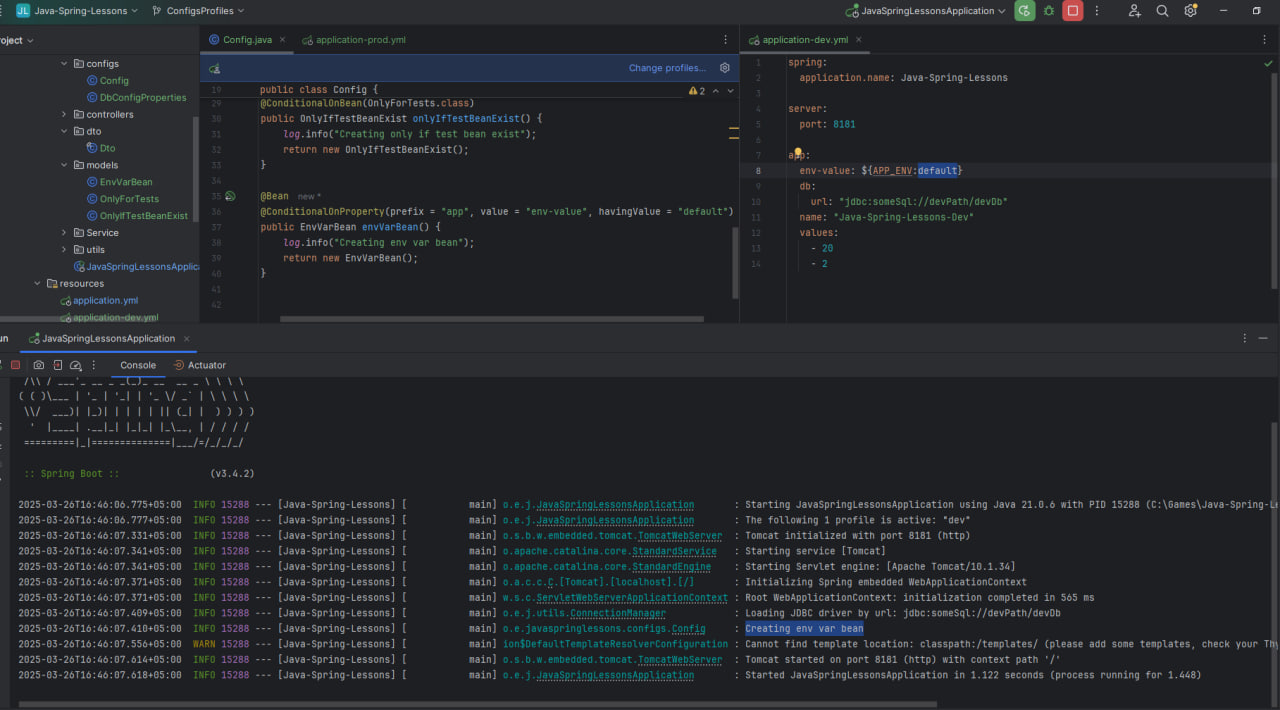 JL Java-Spring-Lessons ConfigsProfiles JavaSpringLessonsApplication
roject
configs
Config
DbConfigProperties
controllers
dto
Dto
models
EnvVarBean
OnlyForTests
OnlyIfTestBeanExist
Service
utils
JavaSpringLessonsApplica
resources
application.yml
application-dev.yml
Config.java application-prod.yml
Change profiles...
19 public class Config { 2
29 @ConditionalOnBean(OnlyForTests.class)
30 public OnlyIfTestBeanExist onlyIfTestBeanExist() {
31 log.info("Creating only if test bean exist");
32 return new OnlyIfTestBeanExist();
33 }
34
35 @Bean new *
36 @ConditionalOnProperty(prefix = "app", value = "env-value", havingValue = "default")
37 public EnvVarBean envVarBean() {
38 log.info("Creating env var bean");
39 return new EnvVarBean();
40 }
41
42
application-dev.yml
1 spring:
2 application.name: Java-Spring-Lessons
3
4 server:
5 port: 8181
6
7 app:
8 env-value: ${APP_ENV:default}
9 db:
10 url: "jdbc:someSql://devPath/devDb"
11 name: "Java-Spring-Lessons-Dev"
12 values:
13 - 20
14 - 2
un JavaSpringLessonsApplication
Console Actuator
/\\ / ___'_ __ _ _(_)_ __ __ _ \ \ \ \
( ( )\___ | '_ | '_| | '_ \/ _` | \ \ \ \
\\/ ___)| |_)| | | | | || (_| | ) ) ) )
' |____| .__|_| |_|_| |_\__, | / / / /
=========|_|==============|___/=/_/_/_/
:: Spring Boot :: (v3.4.2)
2025-03-26T16:46:06.775+05:00 INFO 15288 --- [Java-Spring-Lessons] [ main] o.e.j.JavaSpringLessonsApplication : Starting JavaSpringLessonsApplication using Java 21.0.6 with PID 15288 (C:\Games\Java-Spring-Le
2025-03-26T16:46:06.777+05:00 INFO 15288 --- [Java-Spring-Lessons] [ main] o.e.j.JavaSpringLessonsApplication : The following 1 profile is active: "dev"
2025-03-26T16:46:07.331+05:00 INFO 15288 --- [Java-Spring-Lessons] [ main] o.s.b.w.embedded.tomcat.TomcatWebServer : Tomcat initialized with port 8181 (http)
2025-03-26T16:46:07.341+05:00 INFO 15288 --- [Java-Spring-Lessons] [ main] o.apache.catalina.core.StandardService : Starting service [Tomcat]
2025-03-26T16:46:07.341+05:00 INFO 15288 --- [Java-Spring-Lessons] [ main] o.apache.catalina.core.StandardEngine : Starting Servlet engine: [Apache Tomcat/10.1.34]
2025-03-26T16:46:07.371+05:00 INFO 15288 --- [Java-Spring-Lessons] [ main] o.a.c.c.C.[Tomcat].[localhost].[/] : Initializing Spring embedded WebApplicationContext
2025-03-26T16:46:07.371+05:00 INFO 15288 --- [Java-Spring-Lessons] [ main] w.s.c.ServletWebServerApplicationContext : Root WebApplicationContext: initialization completed in 565 ms
2025-03-26T16:46:07.409+05:00 INFO 15288 --- [Java-Spring-Lessons] [ main] o.e.j.utils.ConnectionManager : Loading JDBC driver by url: jdbc:someSql://devPath/devDb
2025-03-26T16:46:07.410+05:00 INFO 15288 --- [Java-Spring-Lessons] [ main] o.e.javaspringlessons.configs.Config : Creating env var bean
2025-03-26T16:46:07.556+05:00 WARN 15288 --- [Java-Spring-Lessons] [ main] ion$DefaultTemplateResolverConfiguration : Cannot find template location: classpath:/templates/ (please add some templates, check your Thy
2025-03-26T16:46:07.614+05:00 INFO 15288 --- [Java-Spring-Lessons] [ main] o.s.b.w.embedded.tomcat.TomcatWebServer : Tomcat started on port 8181 (http) with context path '/'
2025-03-26T16:46:07.618+05:00 INFO 15288 --- [Java-Spring-Lessons] [ main] o.e.j.JavaSpringLessonsApplication : Started JavaSpringLessonsApplication in 1.122 seconds (process running for 1.448)